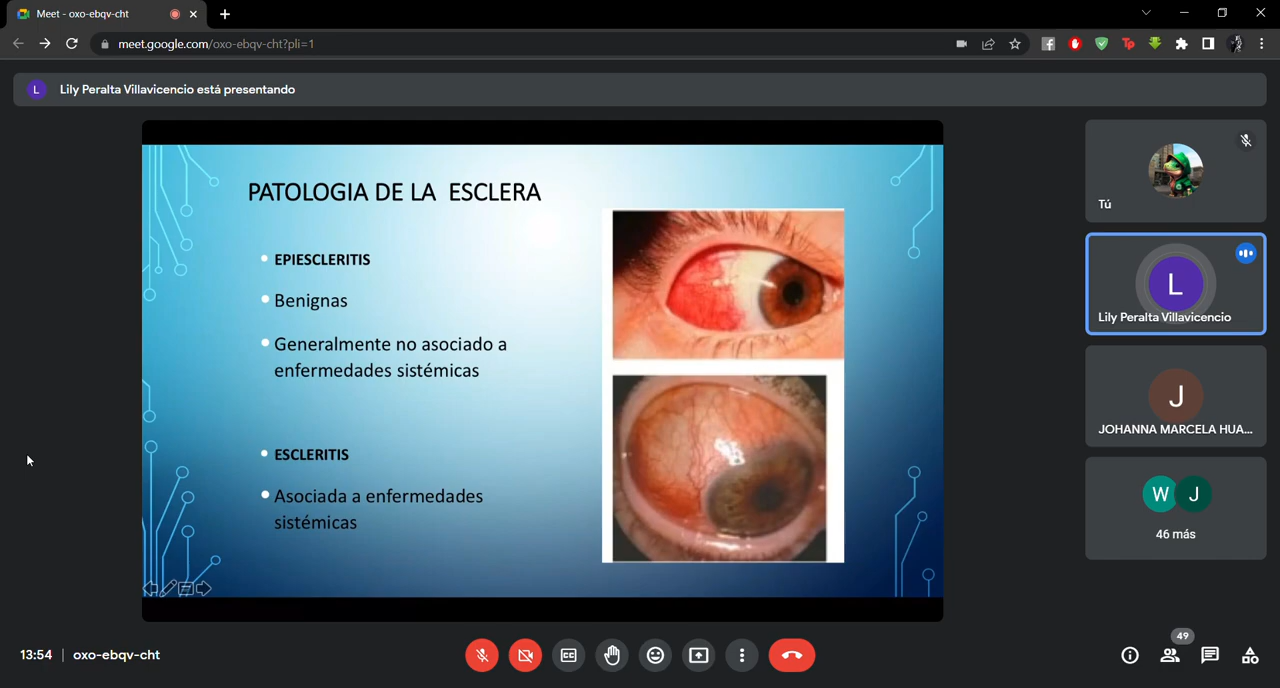 Meet - oxo-ebqv-cht
meet.google.com/oxo-ebqv-cht?pli=1
L
Lily Peralta Villavicencio está presentando
PATOLOGIA DE LA ESCLERA
EPIESCLERITIS
Benignas
Generalmente no asociado a
enfermedades sistémicas
ESCLERITIS
Asociada a enfermedades
sistémicas
Tú
L
Lily Peralta Villavicencio
J
JOHANNA MARCELA HUA...
W J
46 más
13:54 | oxo-ebqv-cht
49